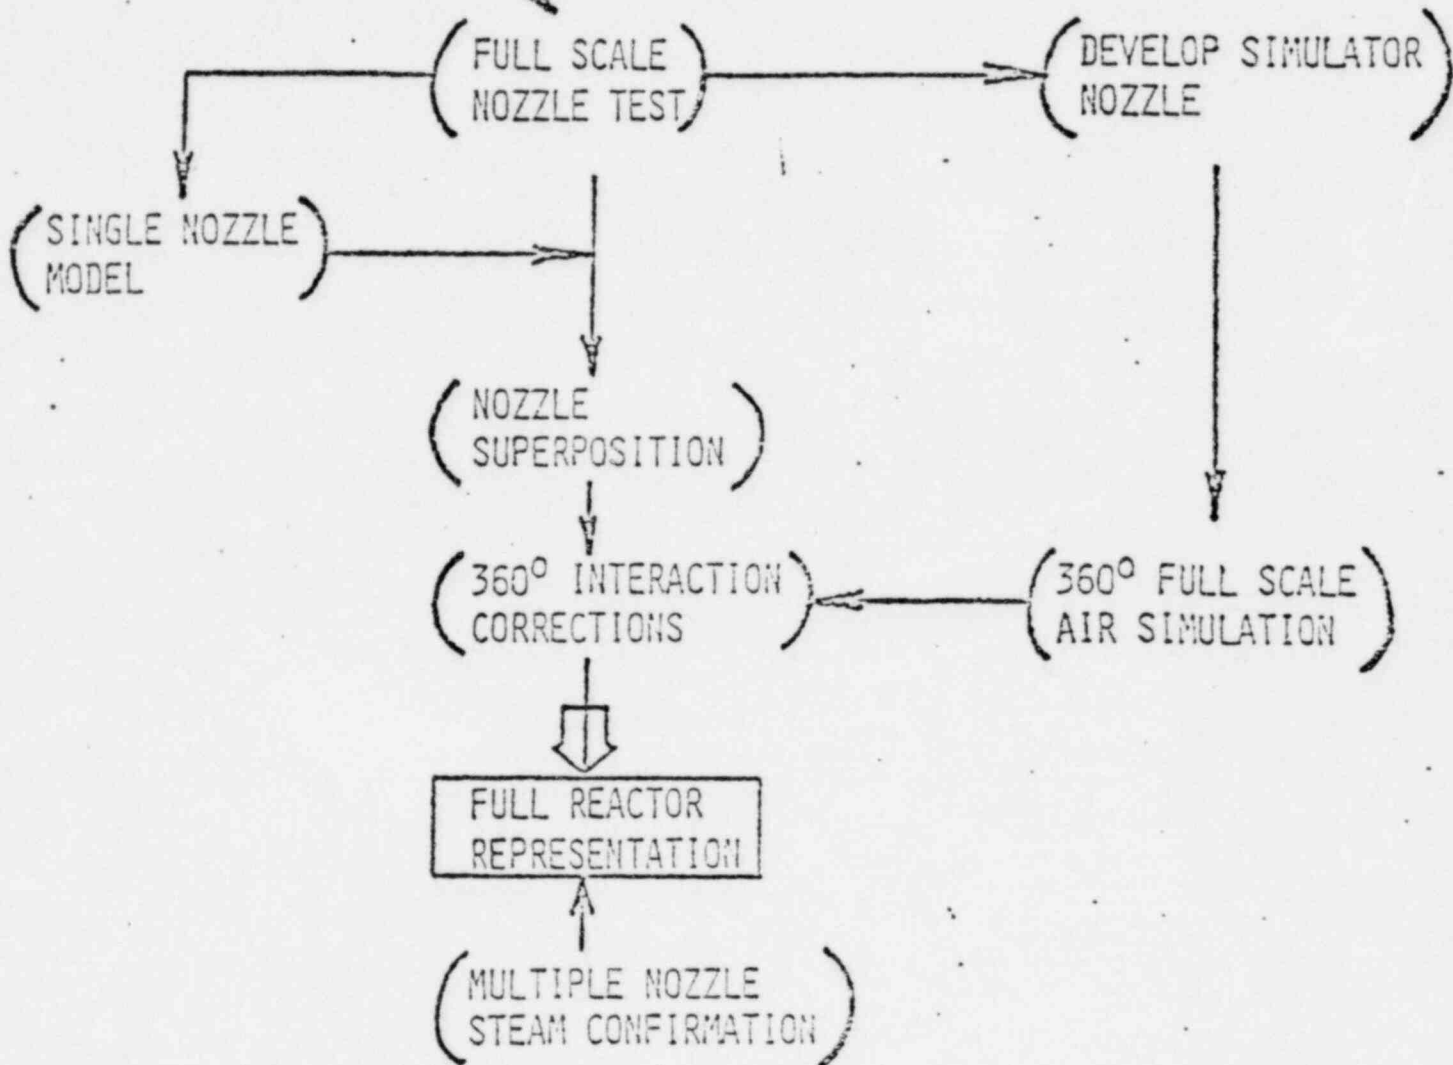 FULL SCALE
NOZZLE TEST
DEVELOP SIMULATOR
NOZZLE
SINGLE NOZZLE
MODEL
NOZZLE
SUPERPOSITION
360° INTERACTION
CORRECTIONS
360° FULL SCALE
AIR SIMULATION
FULL REACTOR
REPRESENTATION
MULTIPLE NOZZLE
STEAM CONFIRMATION